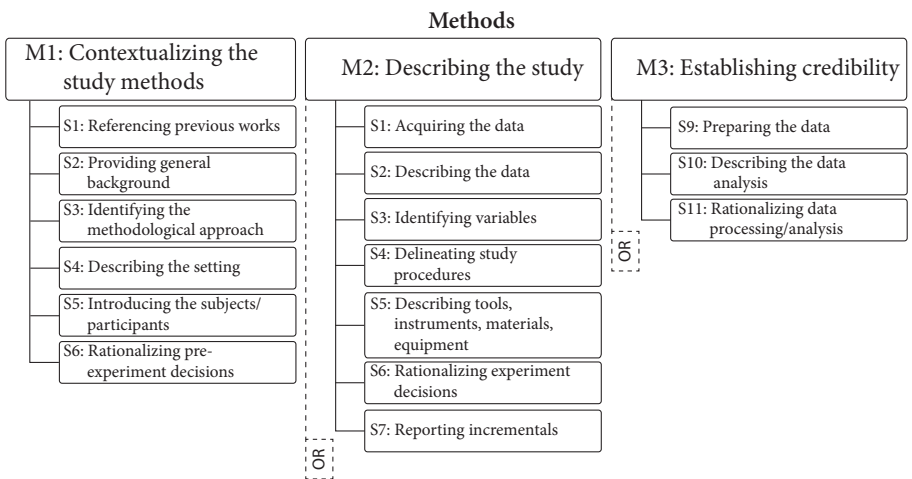 Methods
M1: Contextualizing the
study methods
S1: Referencing previous works
S2: Providing general
background
S3: Identifying the
methodological approach
S4: Describing the setting
S5: Introducing the subjects/
participants
S6: Rationalizing pre-
experiment decisions
OR
M2: Describing the study
S1: Acquiring the data
S2: Describing the data
S3: Identifying variables
S4: Delineating study
procedures
S5: Describing tools,
instruments, materials,
equipment
S6: Rationalizing experiment
decisions
S7: Reporting incrementals
OR
M3: Establishing credibility
S9: Preparing the data
S10: Describing the data
analysis
S11: Rationalizing data
processing/analysis